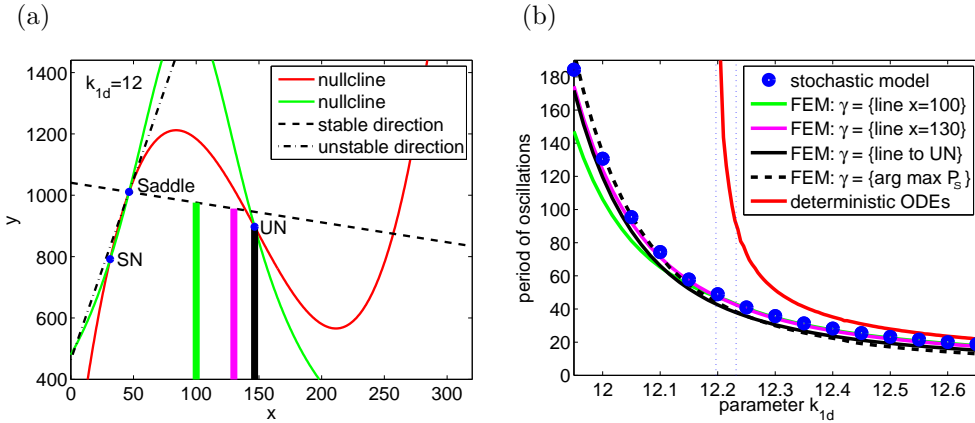 (a)
k1d=12
nullcline
nullcline
stable direction
unstable direction
Saddle
SN
UN
y
1400
1200
1000
800
600
400
0 50 100 150 200 250 300
x
(b)
stochastic model
FEM: γ = {line x=100}
FEM: γ = {line x=130}
FEM: γ = {line to UN}
FEM: γ = {arg max PS}
deterministic ODEs
period of oscillations
180
160
140
120
100
80
60
40
20
0
12 12.1 12.2 12.3 12.4 12.5 12.6
parameter k1d